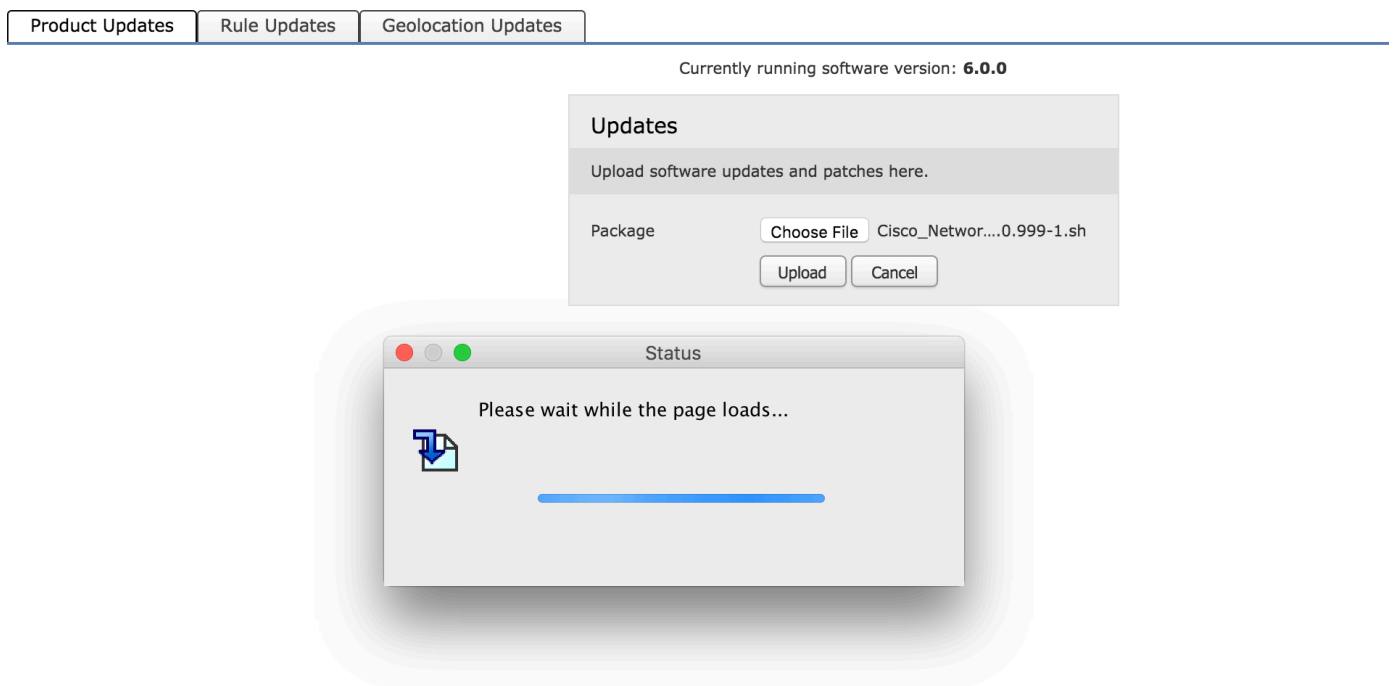 Product Updates Rule Updates Geolocation Updates
Currently running software version: 6.0.0
Updates
Upload software updates and patches here.
Package Choose File Cisco_Networ....0.999-1.sh
Upload Cancel
Status
Please wait while the page loads...